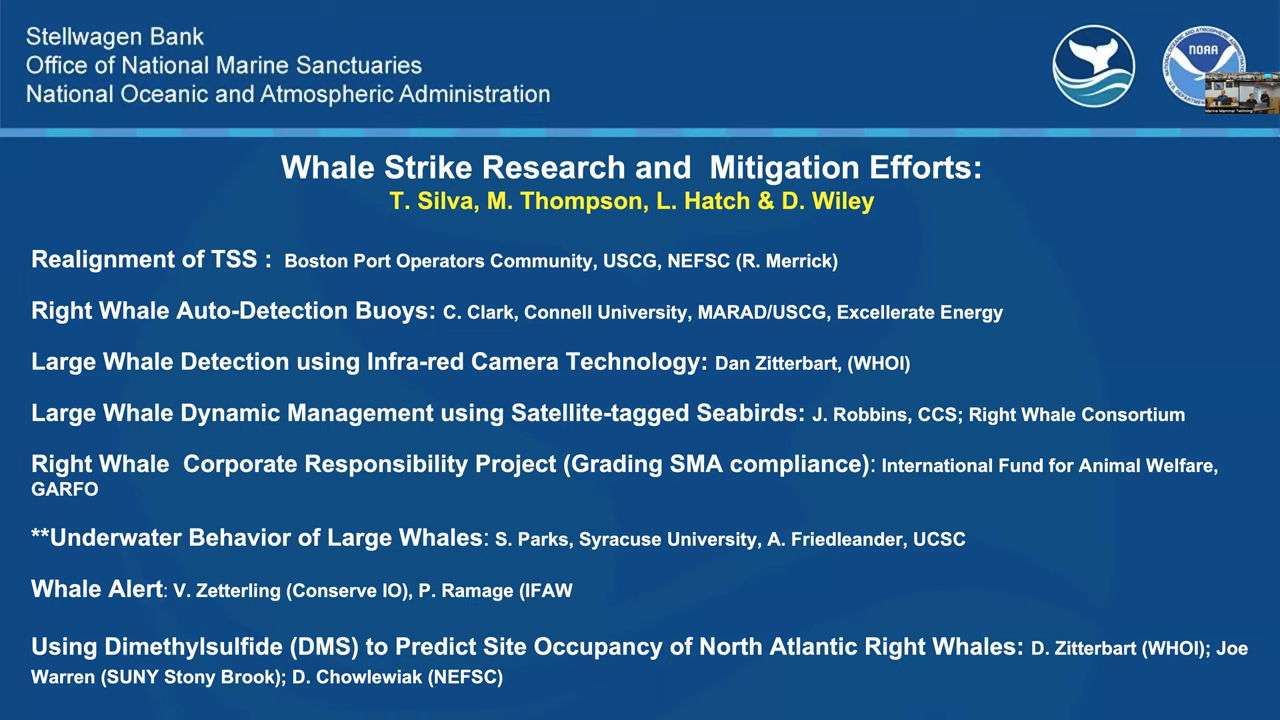 Stellwagen Bank
Office of National Marine Sanctuaries
National Oceanic and Atmospheric Administration
NOAA
Marine Mammal Twinning
Whale Strike Research and  Mitigation Efforts:
T. Silva, M. Thompson, L. Hatch & D. Wiley
Realignment of TSS :  Boston Port Operators Community, USCG, NEFSC (R. Merrick)
Right Whale Auto-Detection Buoys: C. Clark, Connell University, MARAD/USCG, Excellerate Energy
Large Whale Detection using Infra-red Camera Technology: Dan Zitterbart, (WHOI)
Large Whale Dynamic Management using Satellite-tagged Seabirds: J. Robbins, CCS; Right Whale Consortium
Right Whale  Corporate Responsibility Project (Grading SMA compliance): International Fund for Animal Welfare,
GARFO
**Underwater Behavior of Large Whales: S. Parks, Syracuse University, A. Friedleander, UCSC
Whale Alert: V. Zetterling (Conserve IO), P. Ramage (IFAW
Using Dimethylsulfide (DMS) to Predict Site Occupancy of North Atlantic Right Whales: D. Zitterbart (WHOI); Joe
Warren (SUNY Stony Brook); D. Chowlewiak (NEFSC)